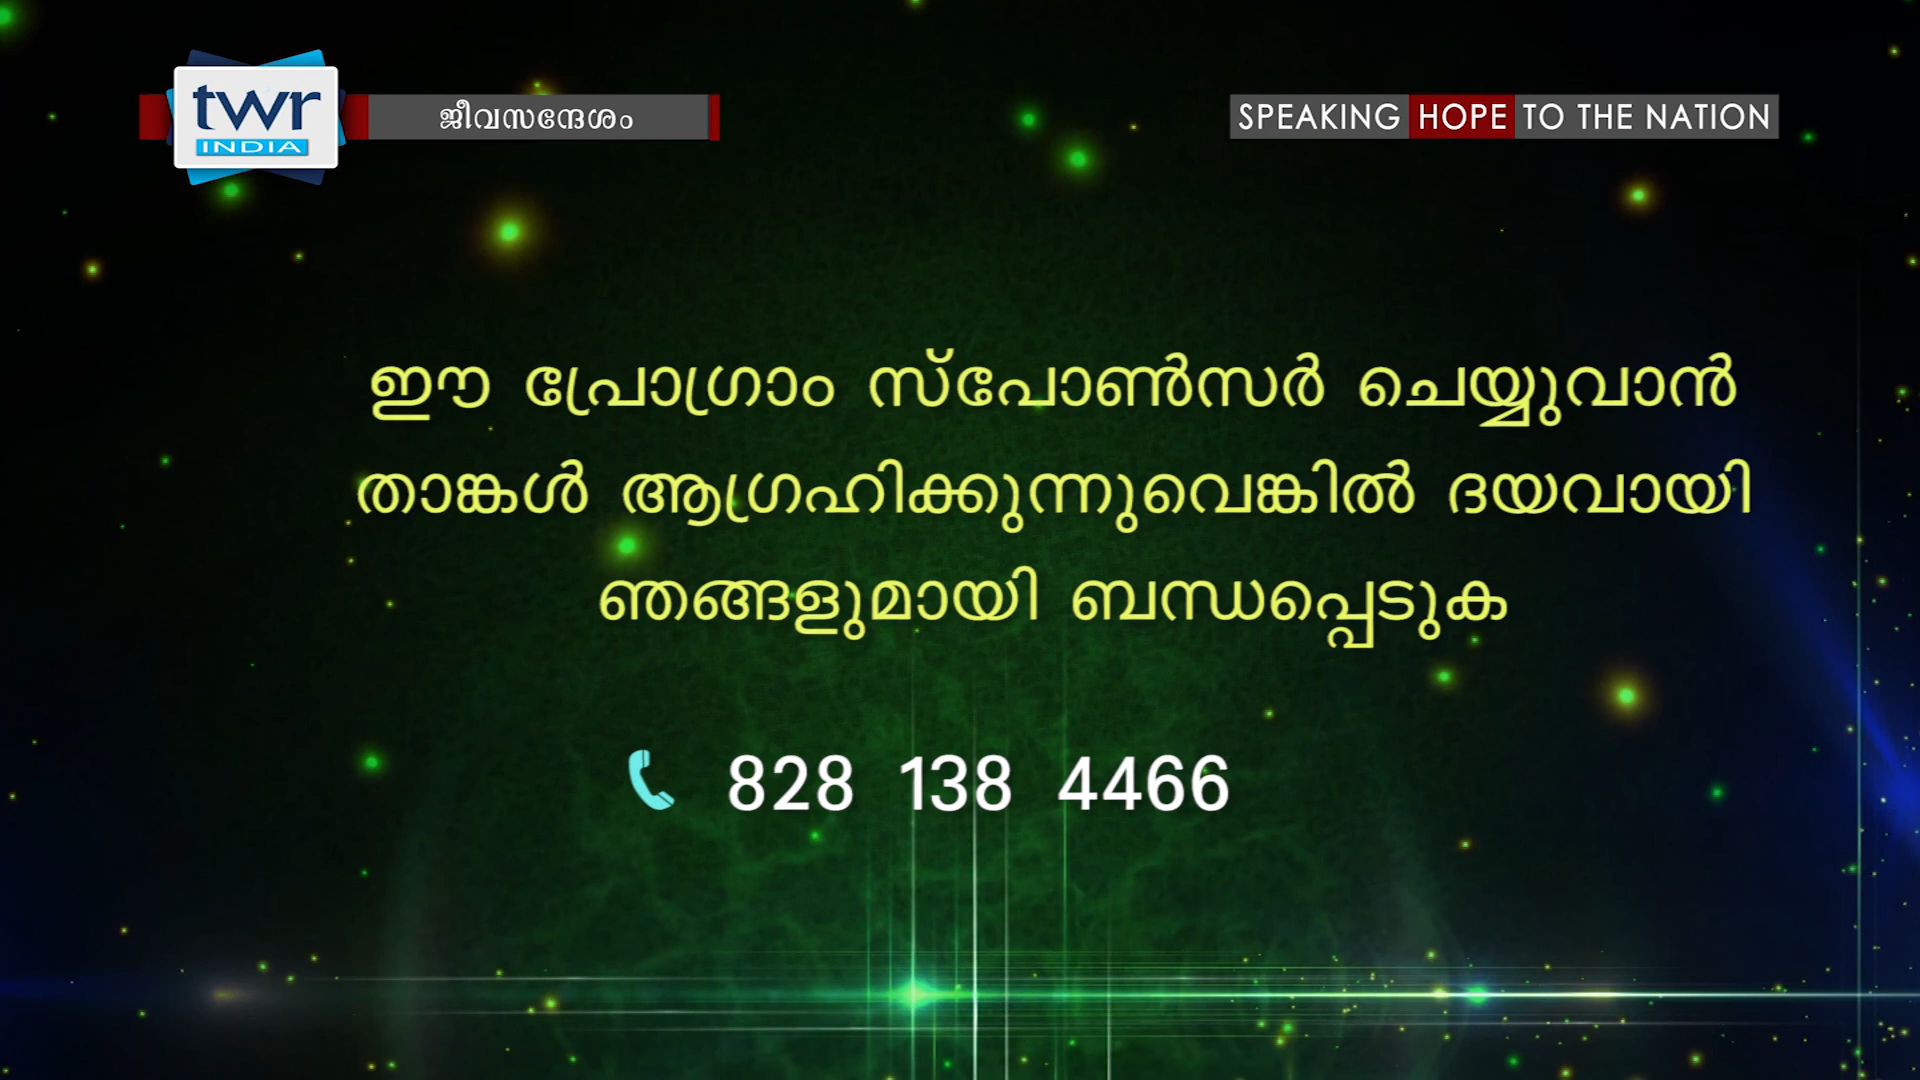 twr
INDIA
ജീവസന്ദേശം
SPEAKING HOPE TO THE NATION
ഈ പ്രോഗ്രാം സ്പോൺസർ ചെയ്യുവാൻ
താങ്കൾ ആഗ്രഹിക്കുന്നുവെങ്കിൽ ദയവായി
ഞങ്ങളുമായി ബന്ധപ്പെടുക
828 138 4466